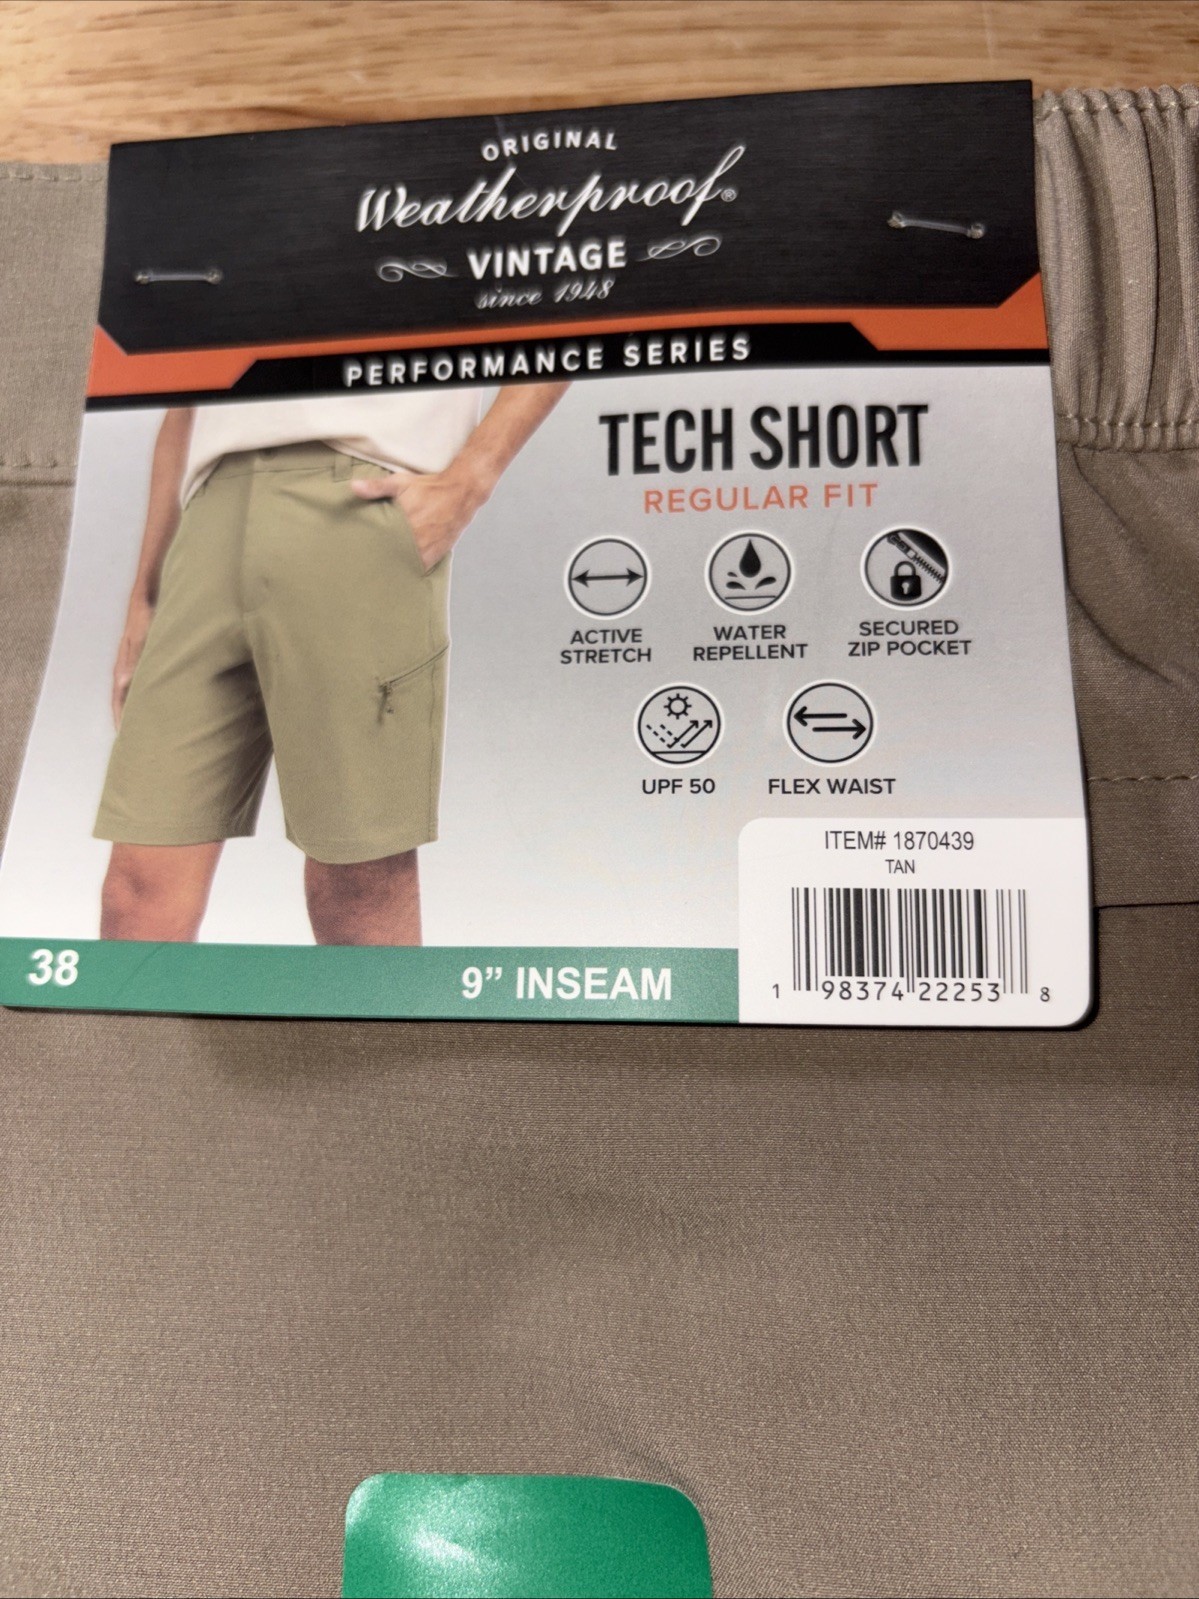 ORIGINAL
Weatherproof®
VINTAGE
since 1948
PERFORMANCE SERIES
TECH SHORT
REGULAR FIT
ACTIVE
STRETCH
WATER
REPELLENT
SECURED
ZIP POCKET
UPF 50
FLEX WAIST
ITEM# 1870439
TAN
1 98374 22253 8
38
9” INSEAM